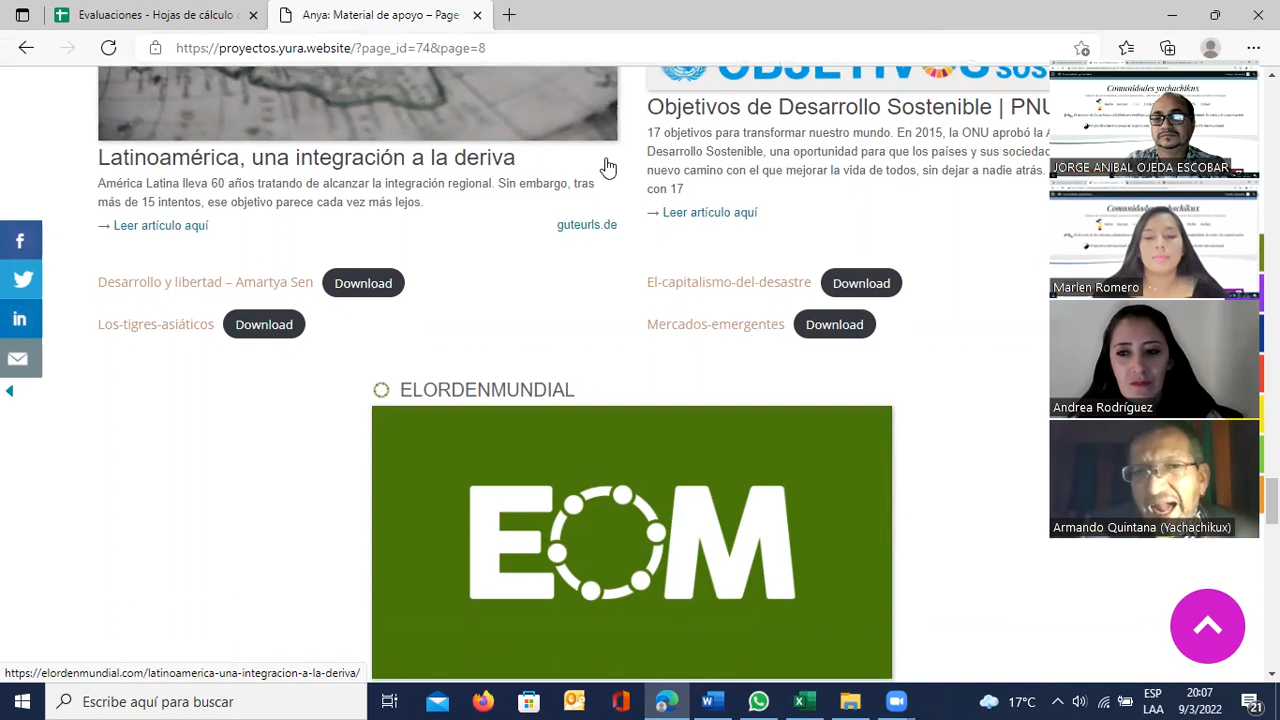 Evaluaciones - Hojas de cálculo d
Anya: Material de apoyo – Page
https://proyectos.yura.website/?page_id=74&page=8
Latinoamérica, una integración a la deriva
América Latina lleva 60 años tratando de alcanzar la integración regional. Sin embargo, tras
muchos intentos, ese objetivo parece cada vez más lejos.
→ Leer artículo aquí
guteurls.de
Objetivos de Desarrollo Sostenible | PNU
17 objetivos para transformar nuestro mundo. En 2015, la ONU aprobó la A
Desarrollo Sostenible, una oportunidad para que los países y sus sociedad
nuevo camino con el que mejorar la vida de todos, sin dejar a nadie atrás.
con 17
→ Leer artículo aquí
Desarrollo y libertad – Amartya Sen Download
El-capitalismo-del-desastre Download
Los-tigres-asiáticos Download
Mercados-emergentes Download
ELORDENMUNDIAL
EOM
Comunidades yachachikux
JORGE ANIBAL OJEDA ESCOBAR
Comunidades yachachikux
Marlen Romero
Andrea Rodríguez
Armando Quintana (Yachachikux)
https://elordenmundial.com/latinoamerica-una-integracion-a-la-deriva/
Escribe aquí para buscar
17°C
ESP
LAA
20:07
9/3/2022
21